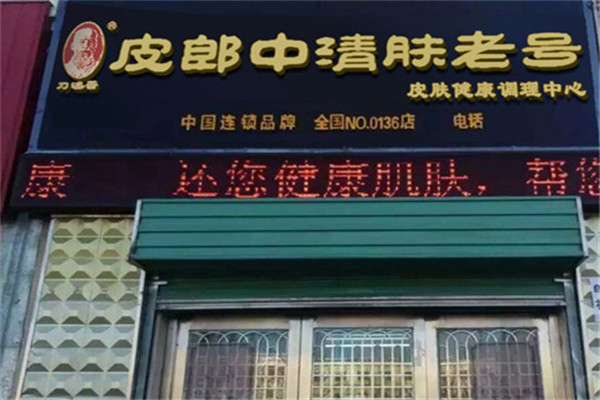 ®
皮郎中清肤老号
皮肤健康调理中心
中国连锁品牌 全国NO.0136店 电话
康 还您健康肌肤，帮您